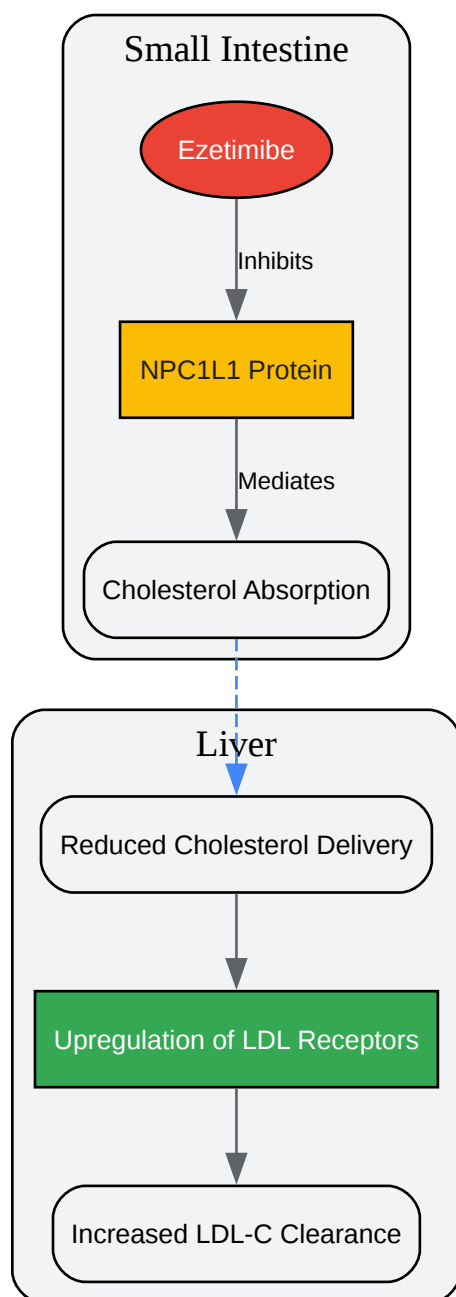 Small Intestine
Ezetimibe
Inhibits
NPC1L1 Protein
Mediates
Cholesterol Absorption
Liver
Reduced Cholesterol Delivery
Upregulation of LDL Receptors
Increased LDL-C Clearance